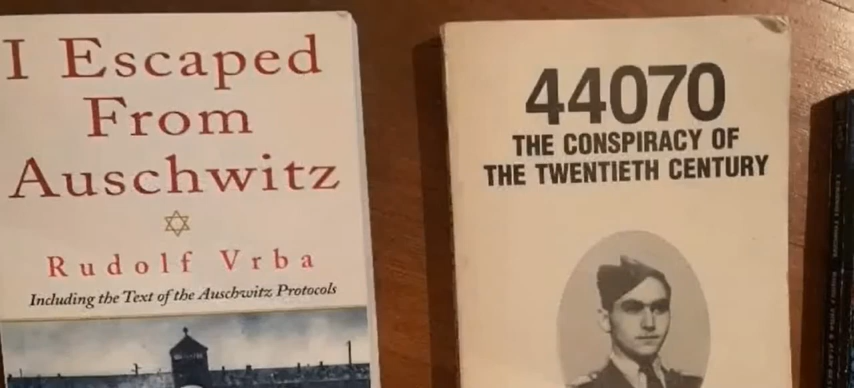 I Escaped
From
Auschwitz
Rudolf Vrba
Including the Text of the Auschwitz Protocols
44070
THE CONSPIRACY OF
THE TWENTIETH CENTURY